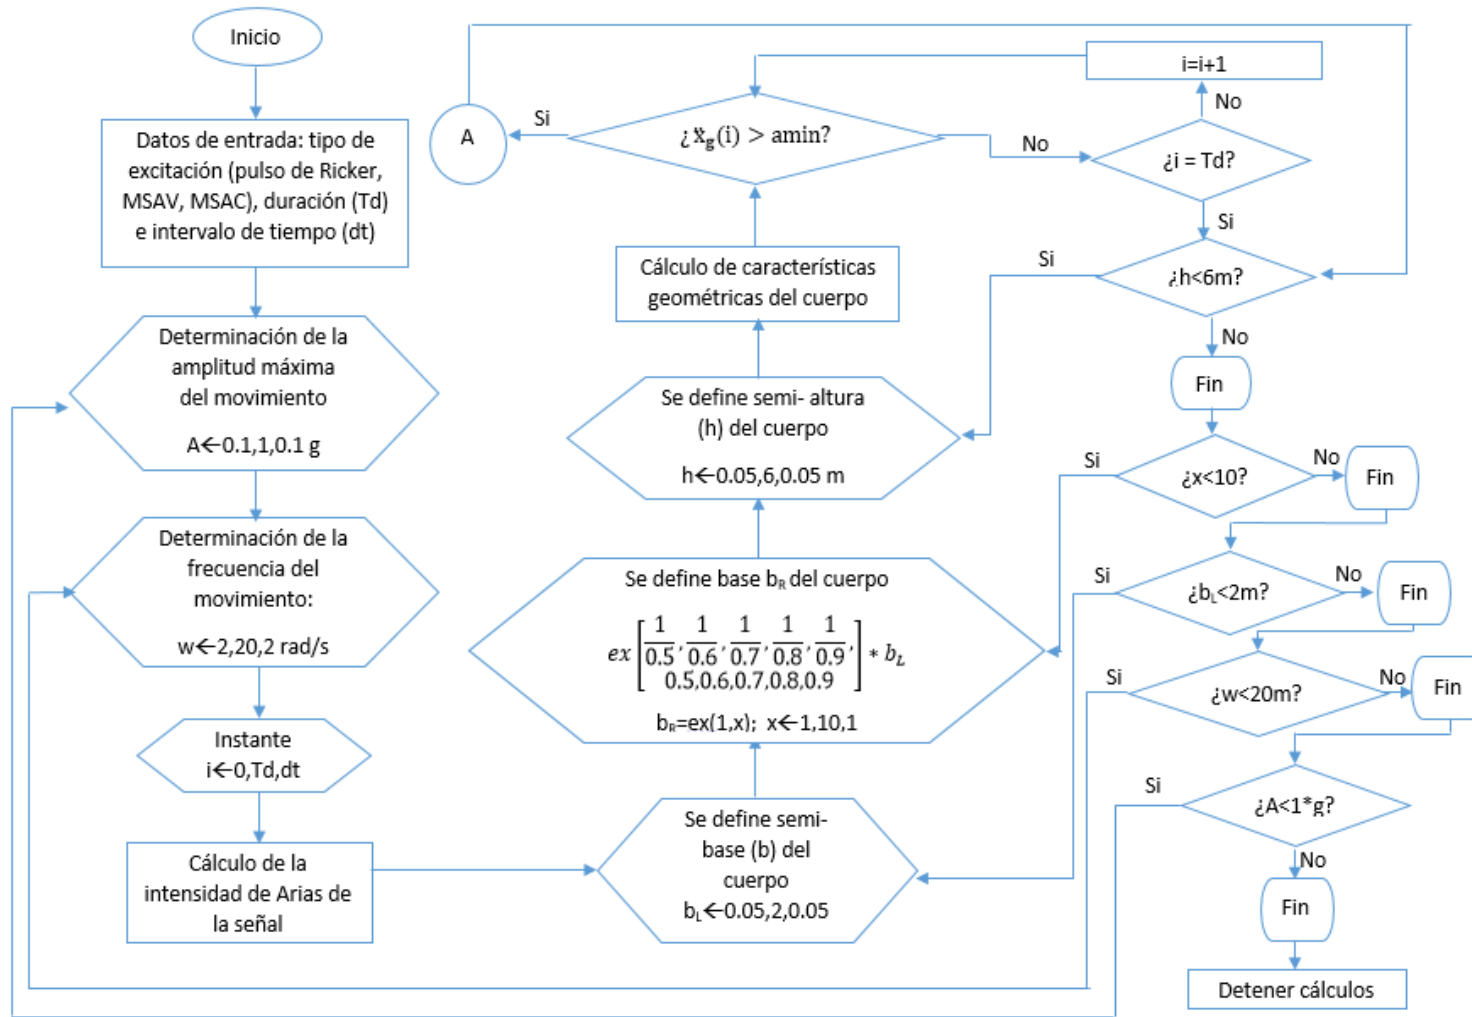 Inicio
Datos de entrada: tipo de
excitación (pulso de Ricker,
MSAV, MSAC), duración (Td)
e intervalo de tiempo (dt)
Determinación de la
amplitud máxima
del movimiento
A←0.1,1,0.1 g
Determinación de la
frecuencia del
movimiento:
w←2,20,2 rad/s
Instante
i←0,Td,dt
Cálculo de la
intensidad de Arias de
la señal
Se define semi-
base (b) del
cuerpo
b_L←0.05,2,0.05
Se define base b_R del cuerpo
ex[1/0.5, 1/0.6, 1/0.7, 1/0.8, 1/0.9,
0.5,0.6,0.7,0.8,0.9] * b_L
b_R=ex(1,x); x←1,10,1
Se define semi- altura
(h) del cuerpo
h←0.05,6,0.05 m
Cálculo de características
geométricas del cuerpo
¿ẍ_g(i) > amin?
Si
A
No
¿i = Td?
No
i=i+1
Si
¿h<6m?
Si
No
Fin
¿x<10?
Si
No
Fin
¿b_L<2m?
Si
No
Fin
¿w<20m?
Si
No
Fin
¿A<1*g?
Si
No
Fin
Detener cálculos